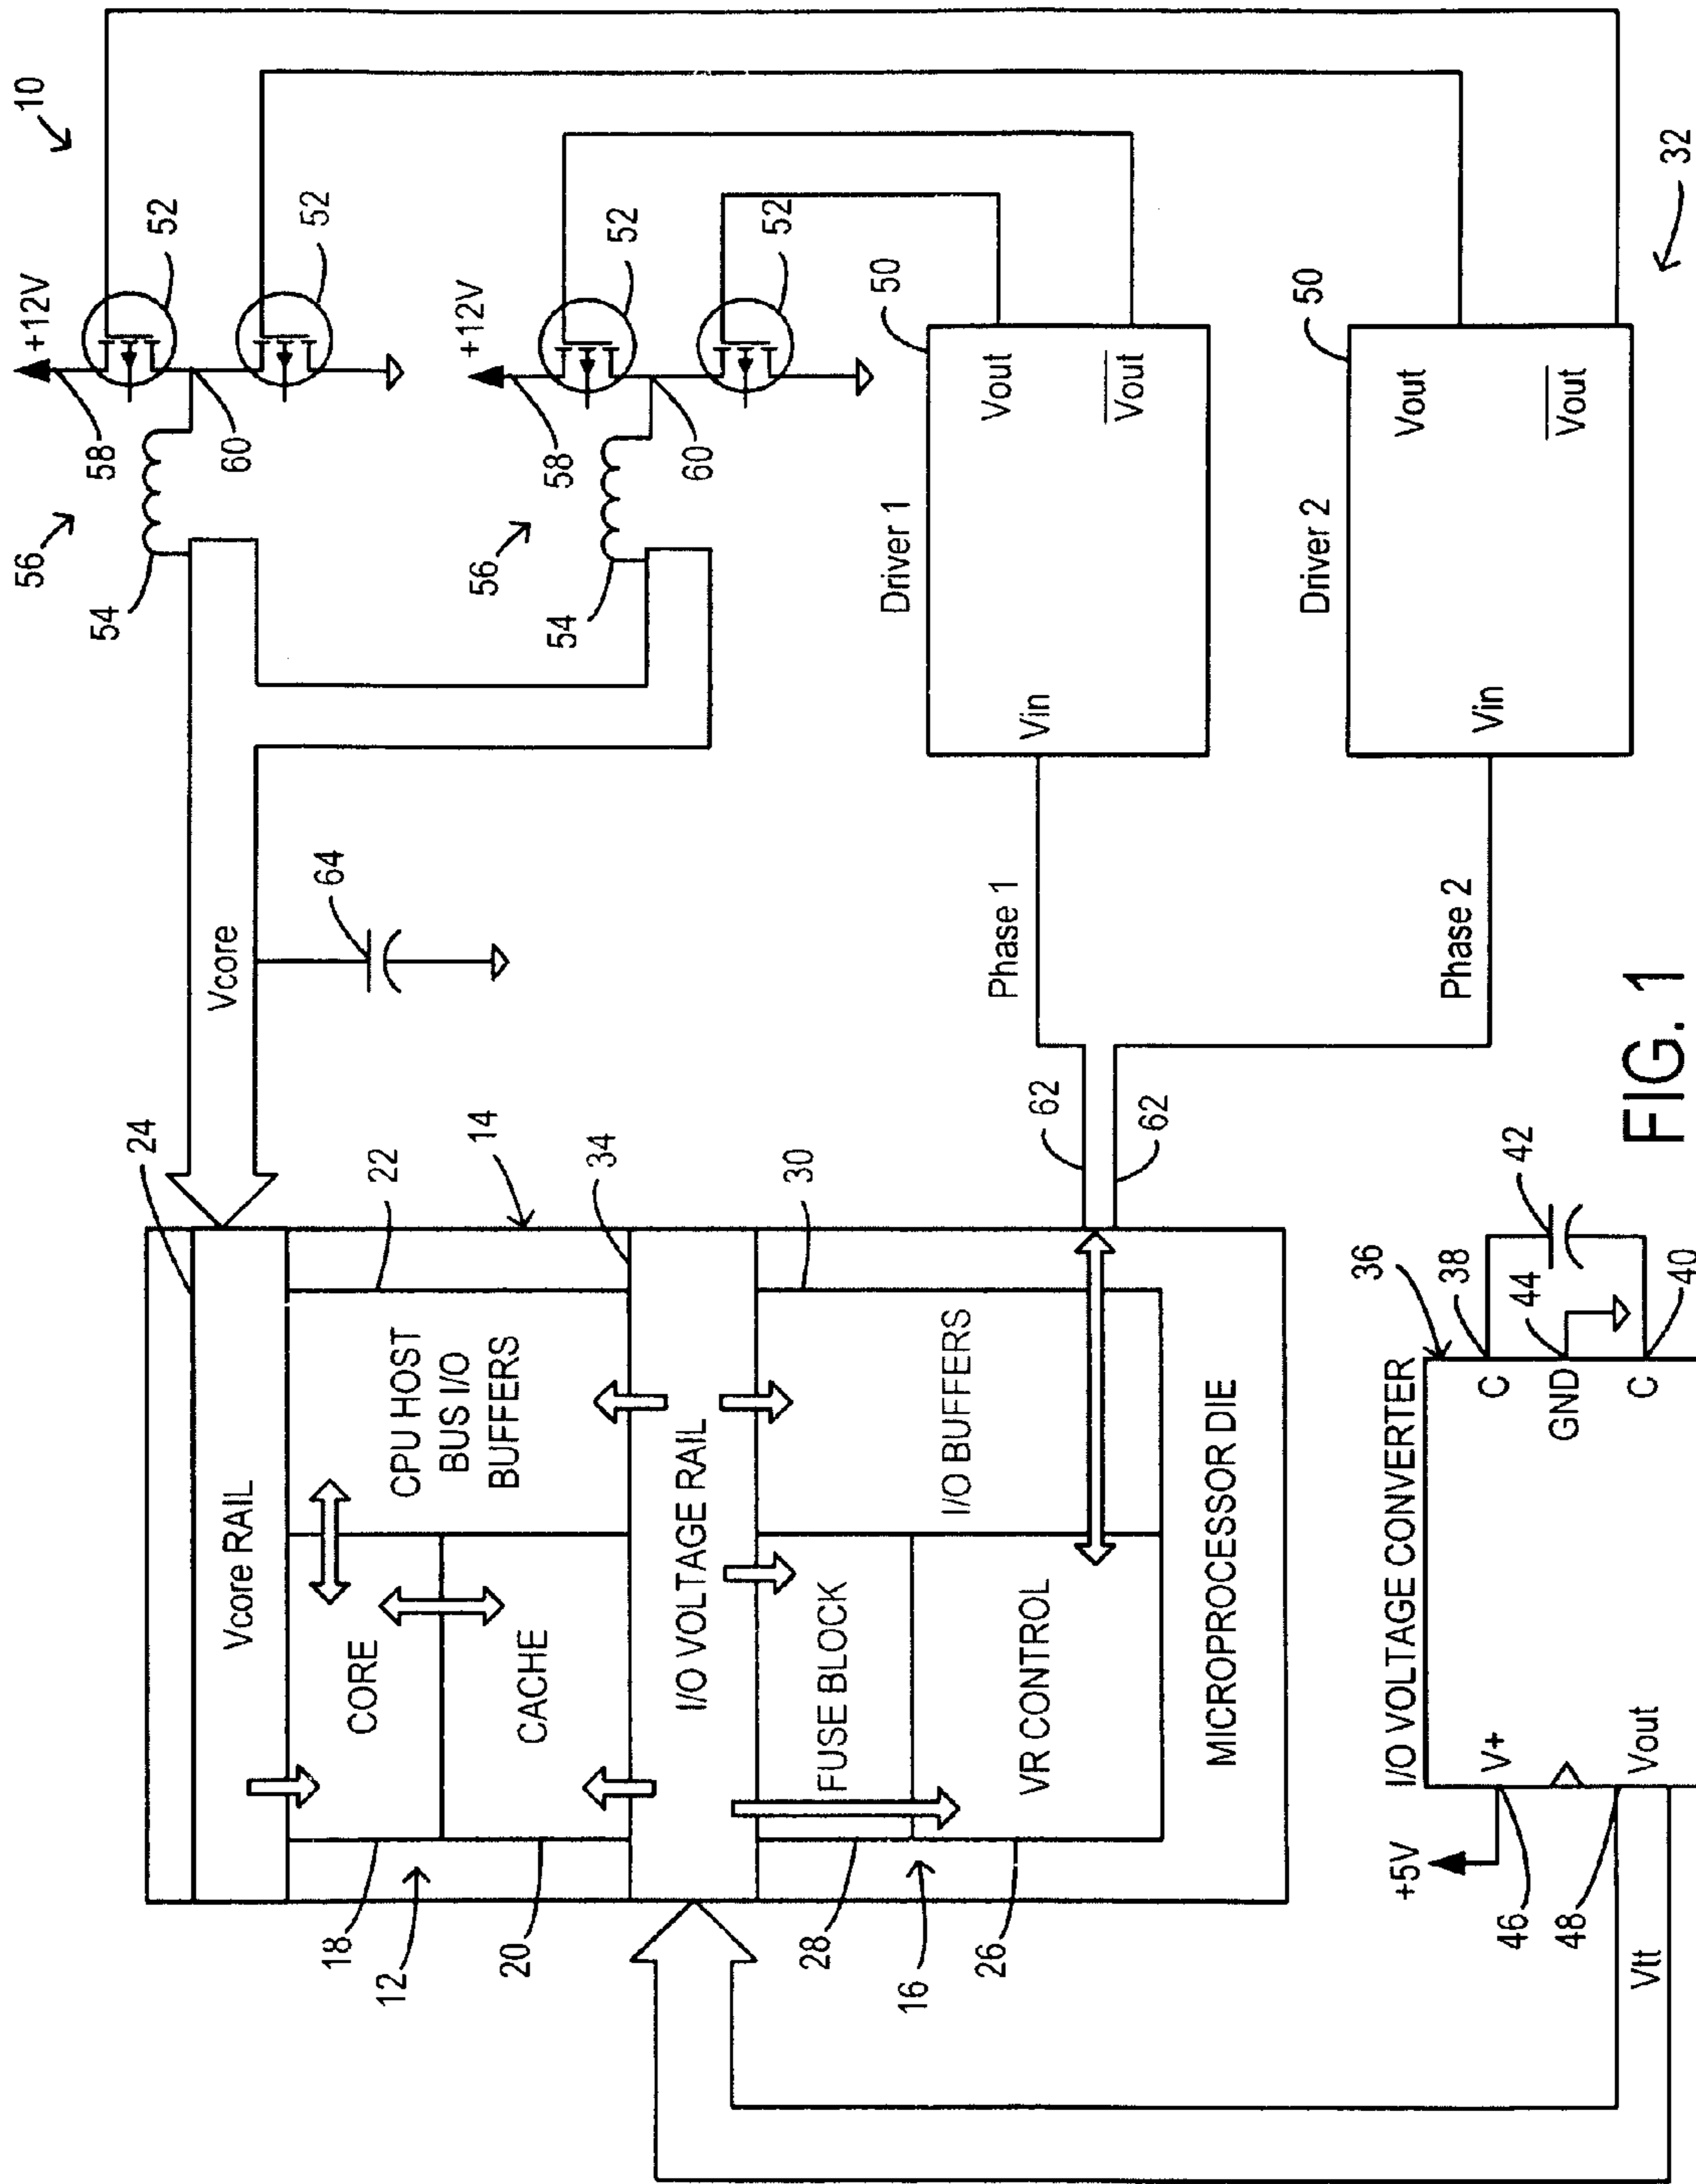 10
+12V
52
52
58
60
56
54
+12V
52
52
58
60
56
54
Vcore
64
24
22
14
34
30
Vcore RAIL
CORE
CPU HOST
BUS I/O
BUFFERS
CACHE
I/O VOLTAGE RAIL
FUSE BLOCK
I/O BUFFERS
VR CONTROL
MICROPROCESSOR DIE
18
12
20
28
16
26
62
62
Phase 1
Phase 2
Driver 1
50
Vin
Vout
Vout
Driver 2
50
Vin
Vout
Vout
32
I/O VOLTAGE CONVERTER
36
38
42
44
40
C
GND
C
V+
Vout
+5V
46
48
Vtt
FIG. 1